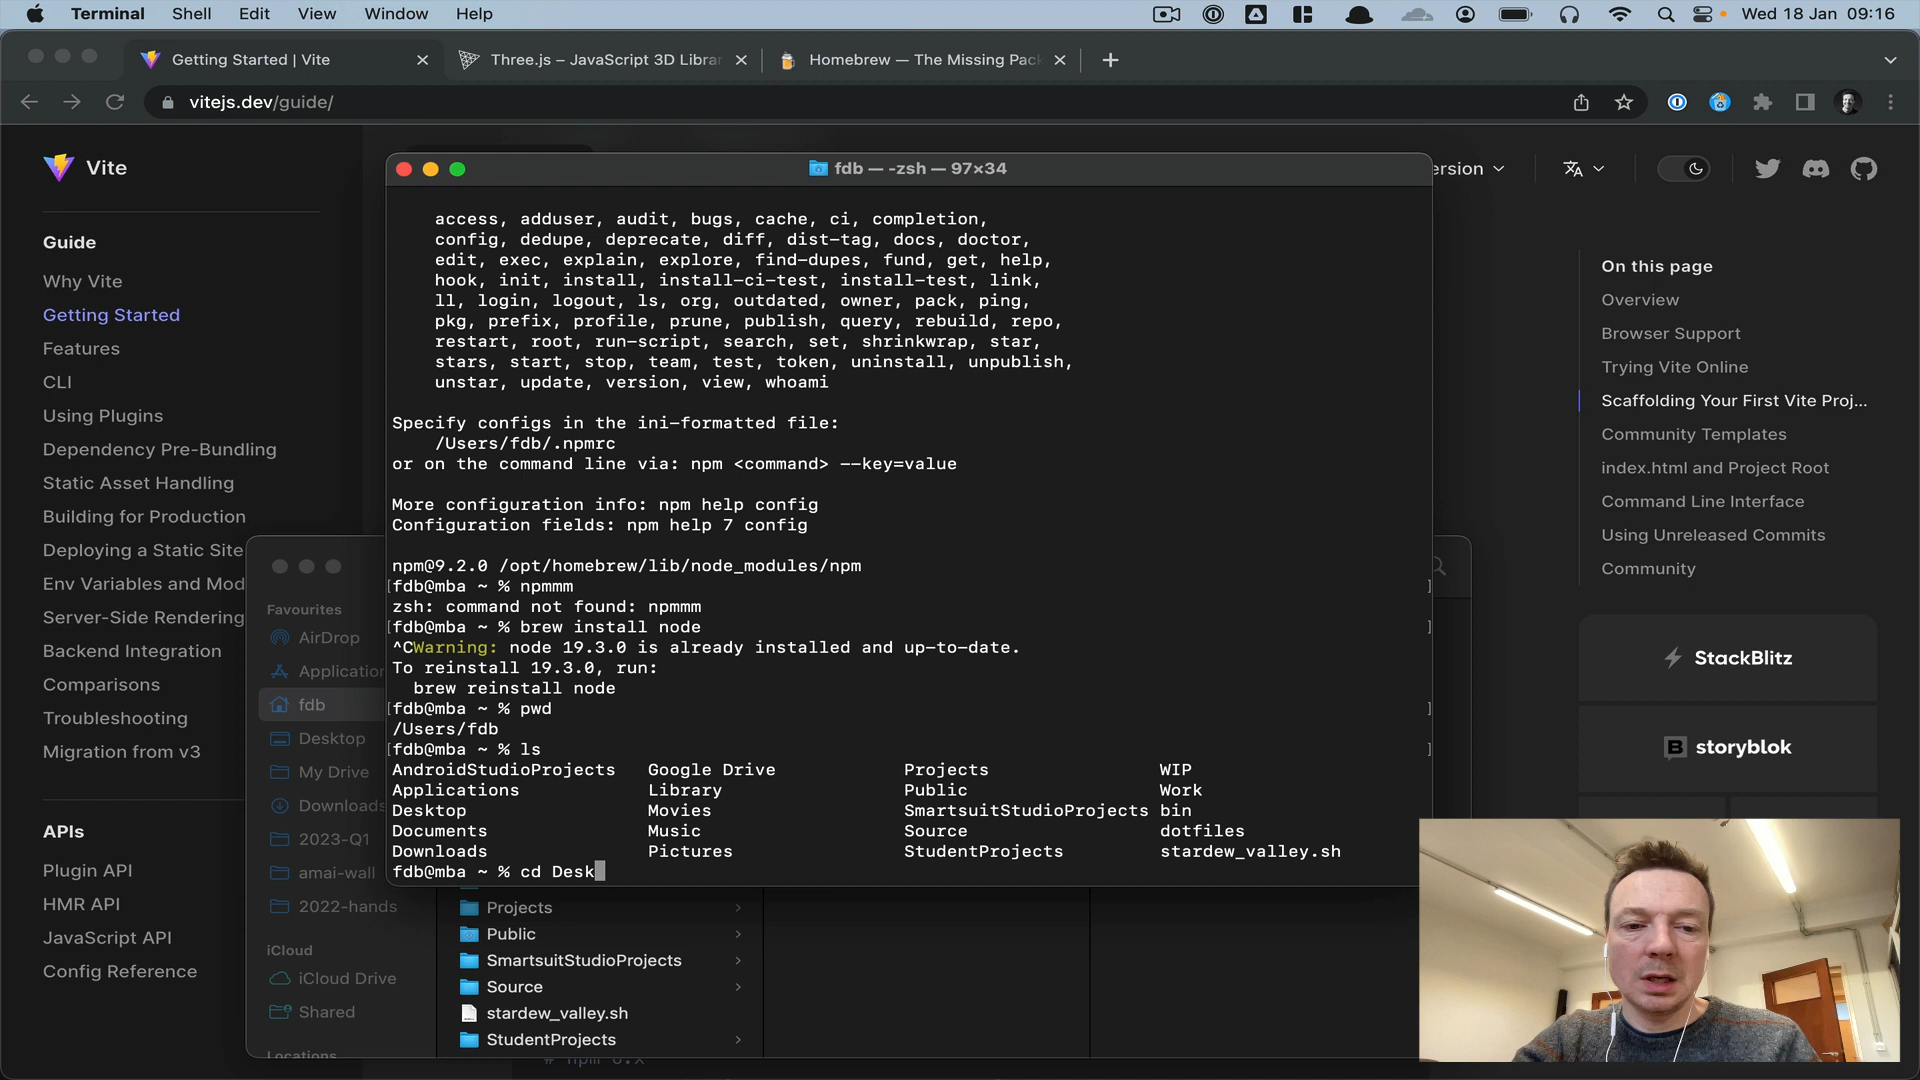 Terminal Shell Edit View Window Help Wed 18 Jan 09:16
Getting Started | Vite
Three.js – JavaScript 3D Librar
Homebrew — The Missing Pack
vitejs.dev/guide/
Vite
ersion
Guide
Why Vite
Getting Started
Features
CLI
Using Plugins
Dependency Pre-Bundling
Static Asset Handling
Building for Production
Deploying a Static Site
Env Variables and Mod
Server-Side Rendering
Backend Integration
Comparisons
Troubleshooting
Migration from v3
APIs
Plugin API
HMR API
JavaScript API
Config Reference
fdb — -zsh — 97×34
access, adduser, audit, bugs, cache, ci, completion,
config, dedupe, deprecate, diff, dist-tag, docs, doctor,
edit, exec, explain, explore, find-dupes, fund, get, help,
hook, init, install, install-ci-test, install-test, link,
ll, login, logout, ls, org, outdated, owner, pack, ping,
pkg, prefix, profile, prune, publish, query, rebuild, repo,
restart, root, run-script, search, set, shrinkwrap, star,
stars, start, stop, team, test, token, uninstall, unpublish,
unstar, update, version, view, whoami
Specify configs in the ini-formatted file:
/Users/fdb/.npmrc
or on the command line via: npm <command> --key=value
More configuration info: npm help config
Configuration fields: npm help 7 config
npm@9.2.0 /opt/homebrew/lib/node_modules/npm
[fdb@mba ~ % npmmm ]
zsh: command not found: npmmm
[fdb@mba ~ % brew install node ]
^CWarning: node 19.3.0 is already installed and up-to-date.
To reinstall 19.3.0, run:
brew reinstall node
[fdb@mba ~ % pwd ]
/Users/fdb
[fdb@mba ~ % ls ]
AndroidStudioProjects Google Drive Projects WIP
Applications Library Public Work
Desktop Movies SmartsuitStudioProjects bin
Documents Music Source dotfiles
Downloads Pictures StudentProjects stardew_valley.sh
fdb@mba ~ % cd Desk
Favourites
AirDrop
Application
fdb
Desktop
My Drive
Downloads
2023-Q1
amai-wall
2022-hands
iCloud
iCloud Drive
Shared
Locations
Projects
Public
SmartsuitStudioProjects
Source
stardew_valley.sh
StudentProjects
# npm 6.x
On this page
Overview
Browser Support
Trying Vite Online
Scaffolding Your First Vite Proj...
Community Templates
index.html and Project Root
Command Line Interface
Using Unreleased Commits
Community
StackBlitz
storyblok